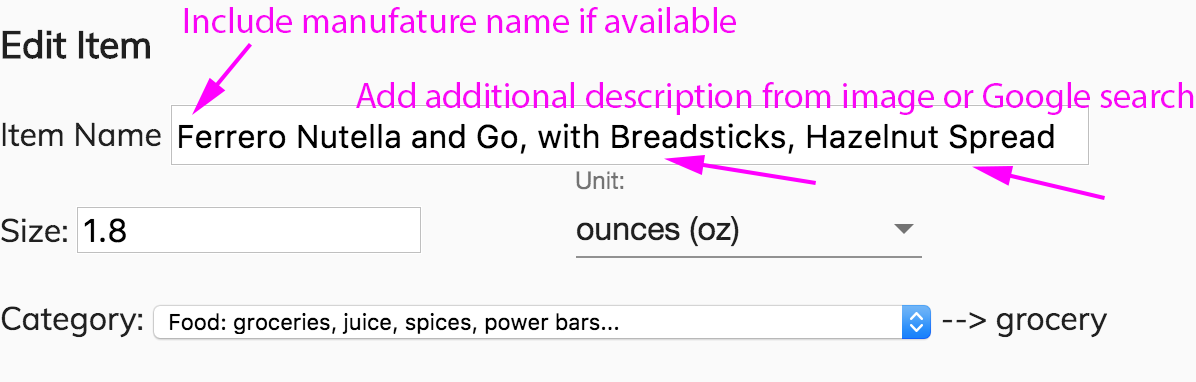 Include manufature name if available
Edit Item
Add additional description from image or Google search
Item Name Ferrero Nutella and Go, with Breadsticks, Hazelnut Spread
Unit:
Size: 1.8 ounces (oz)
Category: Food: groceries, juice, spices, power bars... --> grocery